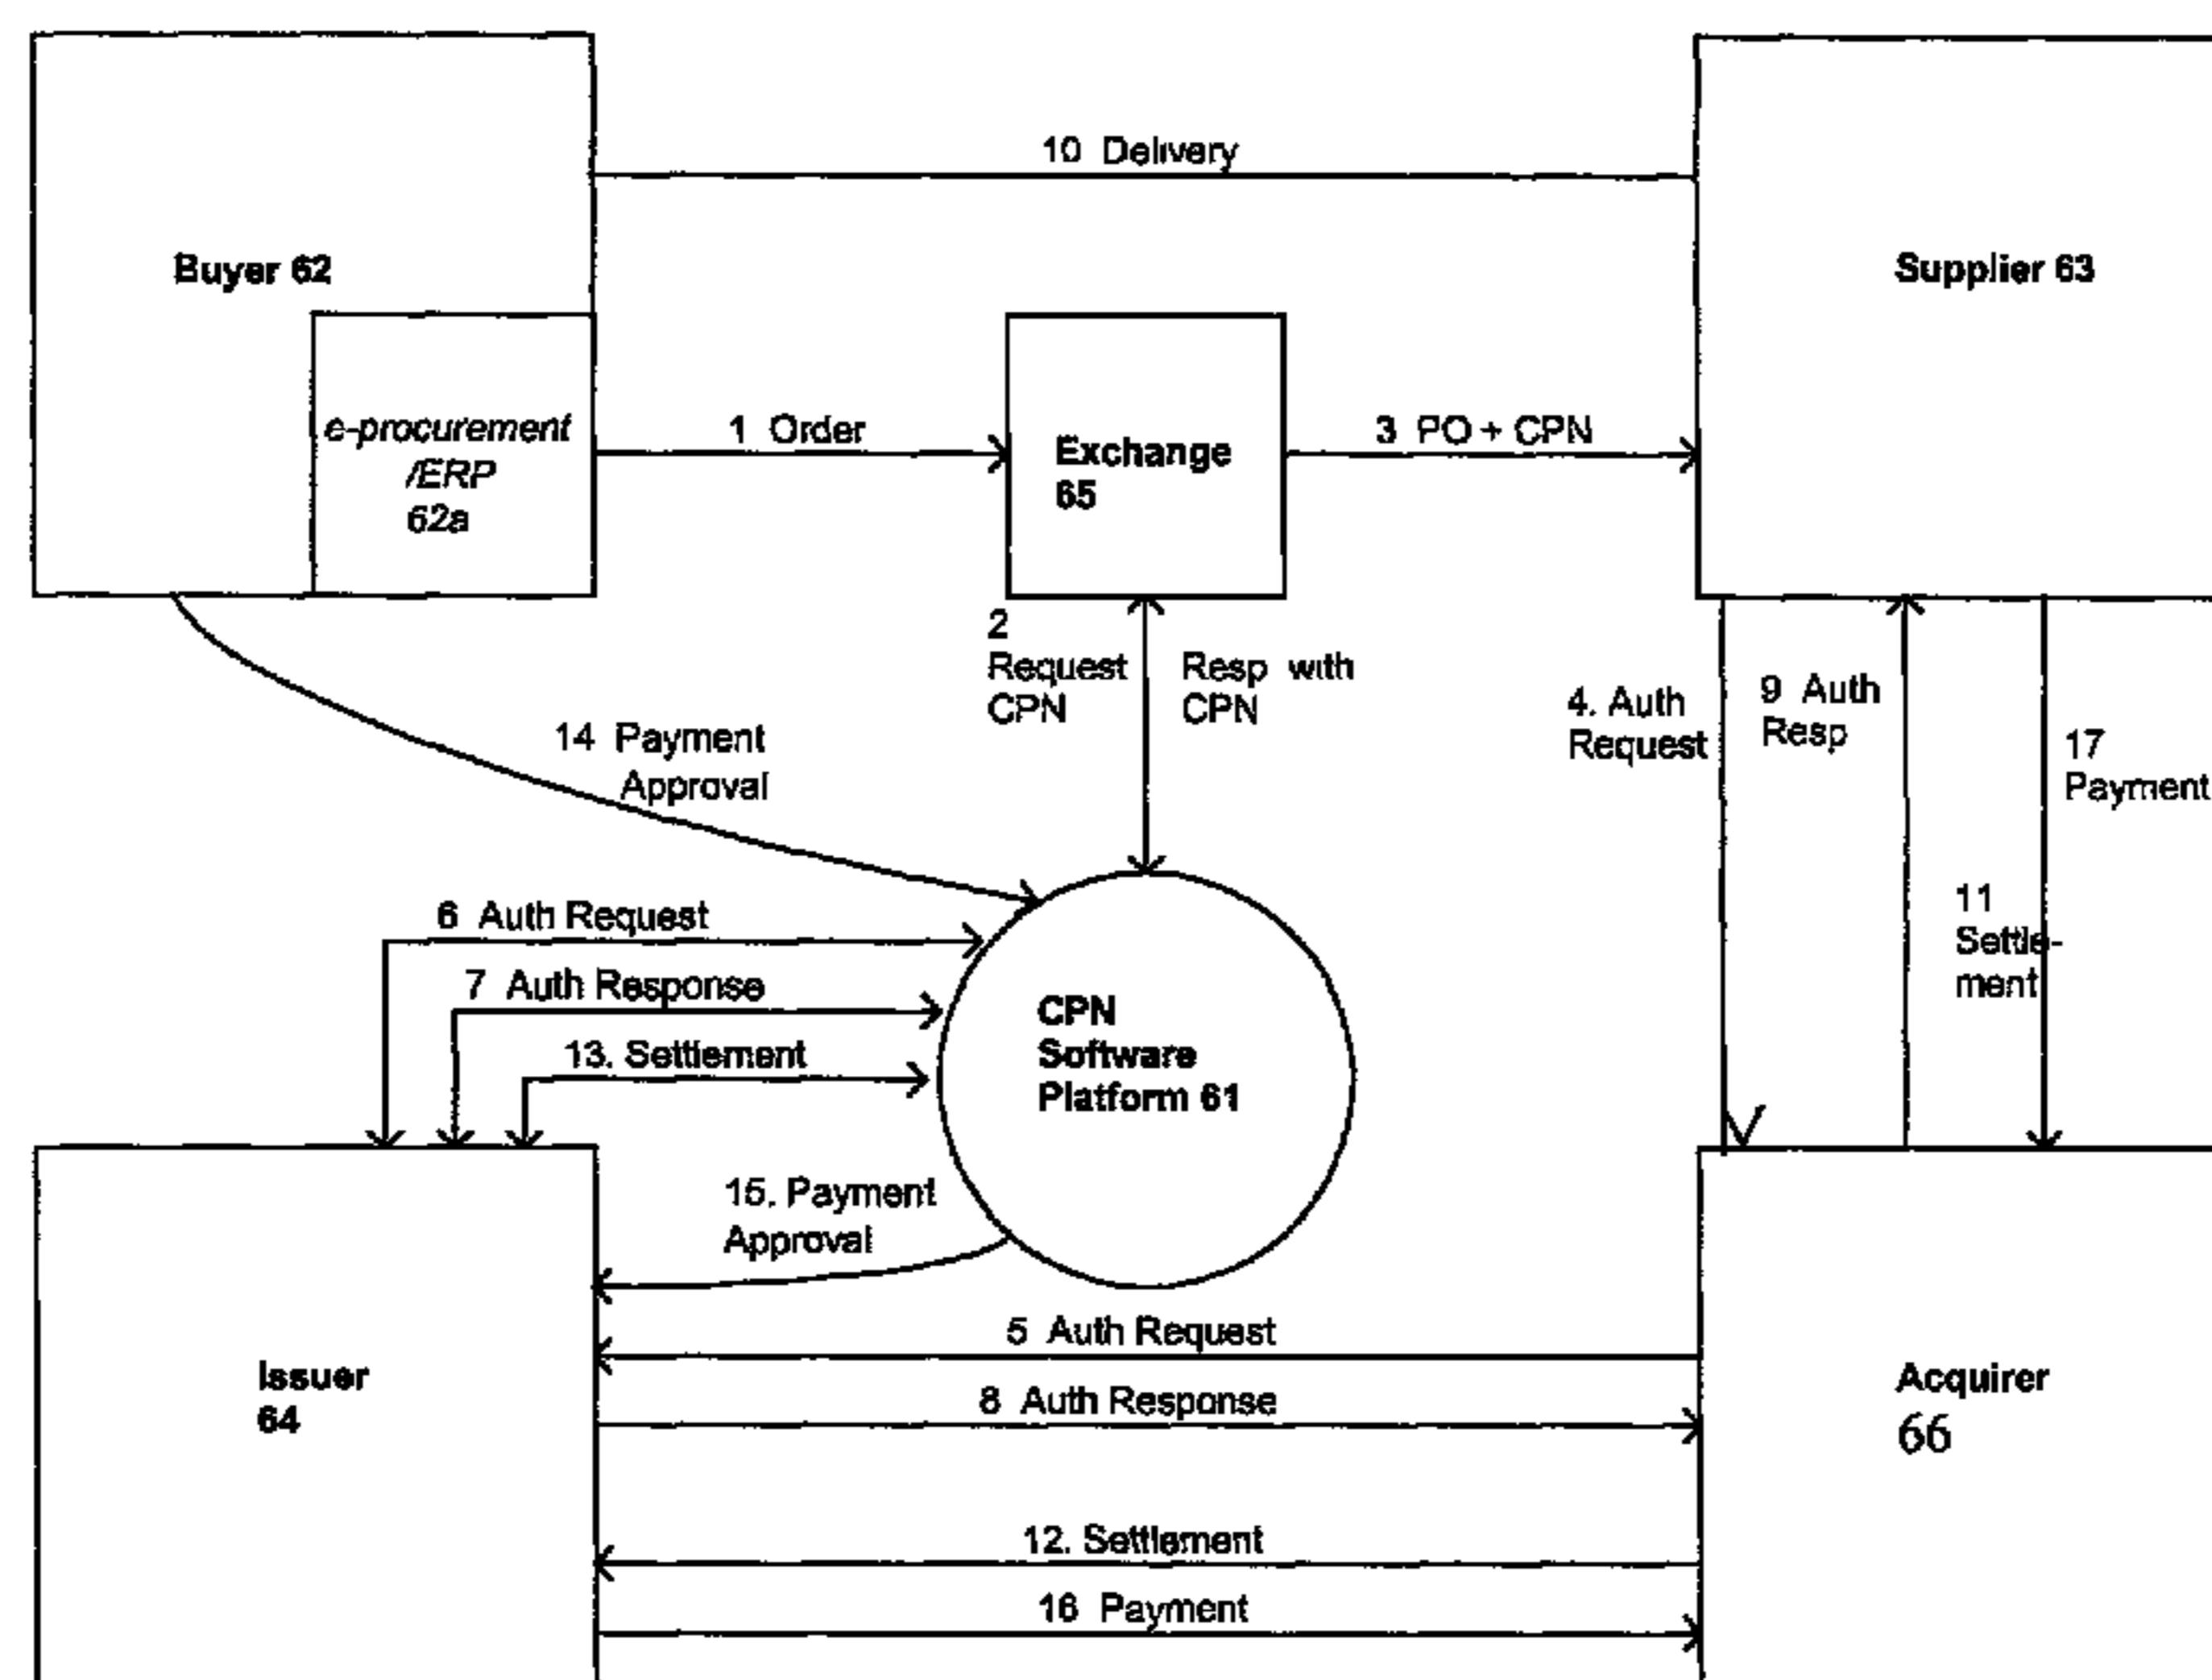 10 Delivery
Buyer 62
Supplier 63
e-procurement
/ERP
62a
1 Order
Exchange
65
3 PO + CPN
2
Request
CPN
Resp with
CPN
4. Auth
Request
9 Auth
Resp
17
Payment
14 Payment
Approval
11
Settle-
ment
6 Auth Request
7 Auth Response
13. Settlement
CPN
Software
Platform 61
15. Payment
Approval
5 Auth Request
8 Auth Response
Issuer
64
Acquirer
66
12. Settlement
16 Payment